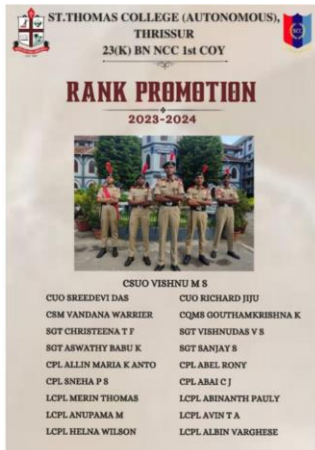 ST.THOMAS COLLEGE (AUTONOMOUS),
THRISSUR
23(K) BN NCC 1st COY
NCC
RANK PROMOTION
2023-2024
CSUO VISHNU M S
CUO SREEDEVI DAS
CSM VANDANA WARRIER
SGT CHRISTEENA T F
SGT ASWATHY BABU K
CPL ALLIN MARIA K ANTO
CPL SNEHA P S
LCPL MERIN THOMAS
LCPL ANUPAMA M
LCPL HELNA WILSON
CUO RICHARD JIJU
CQMS GOUTHAMKRISHNA K
SGT VISHNUDAS V S
SGT SANJAY S
CPL ABEL RONY
CPL ABAI C J
LCPL ABINANTH PAULY
LCPL AVIN T A
LCPL ALBIN VARGHESE